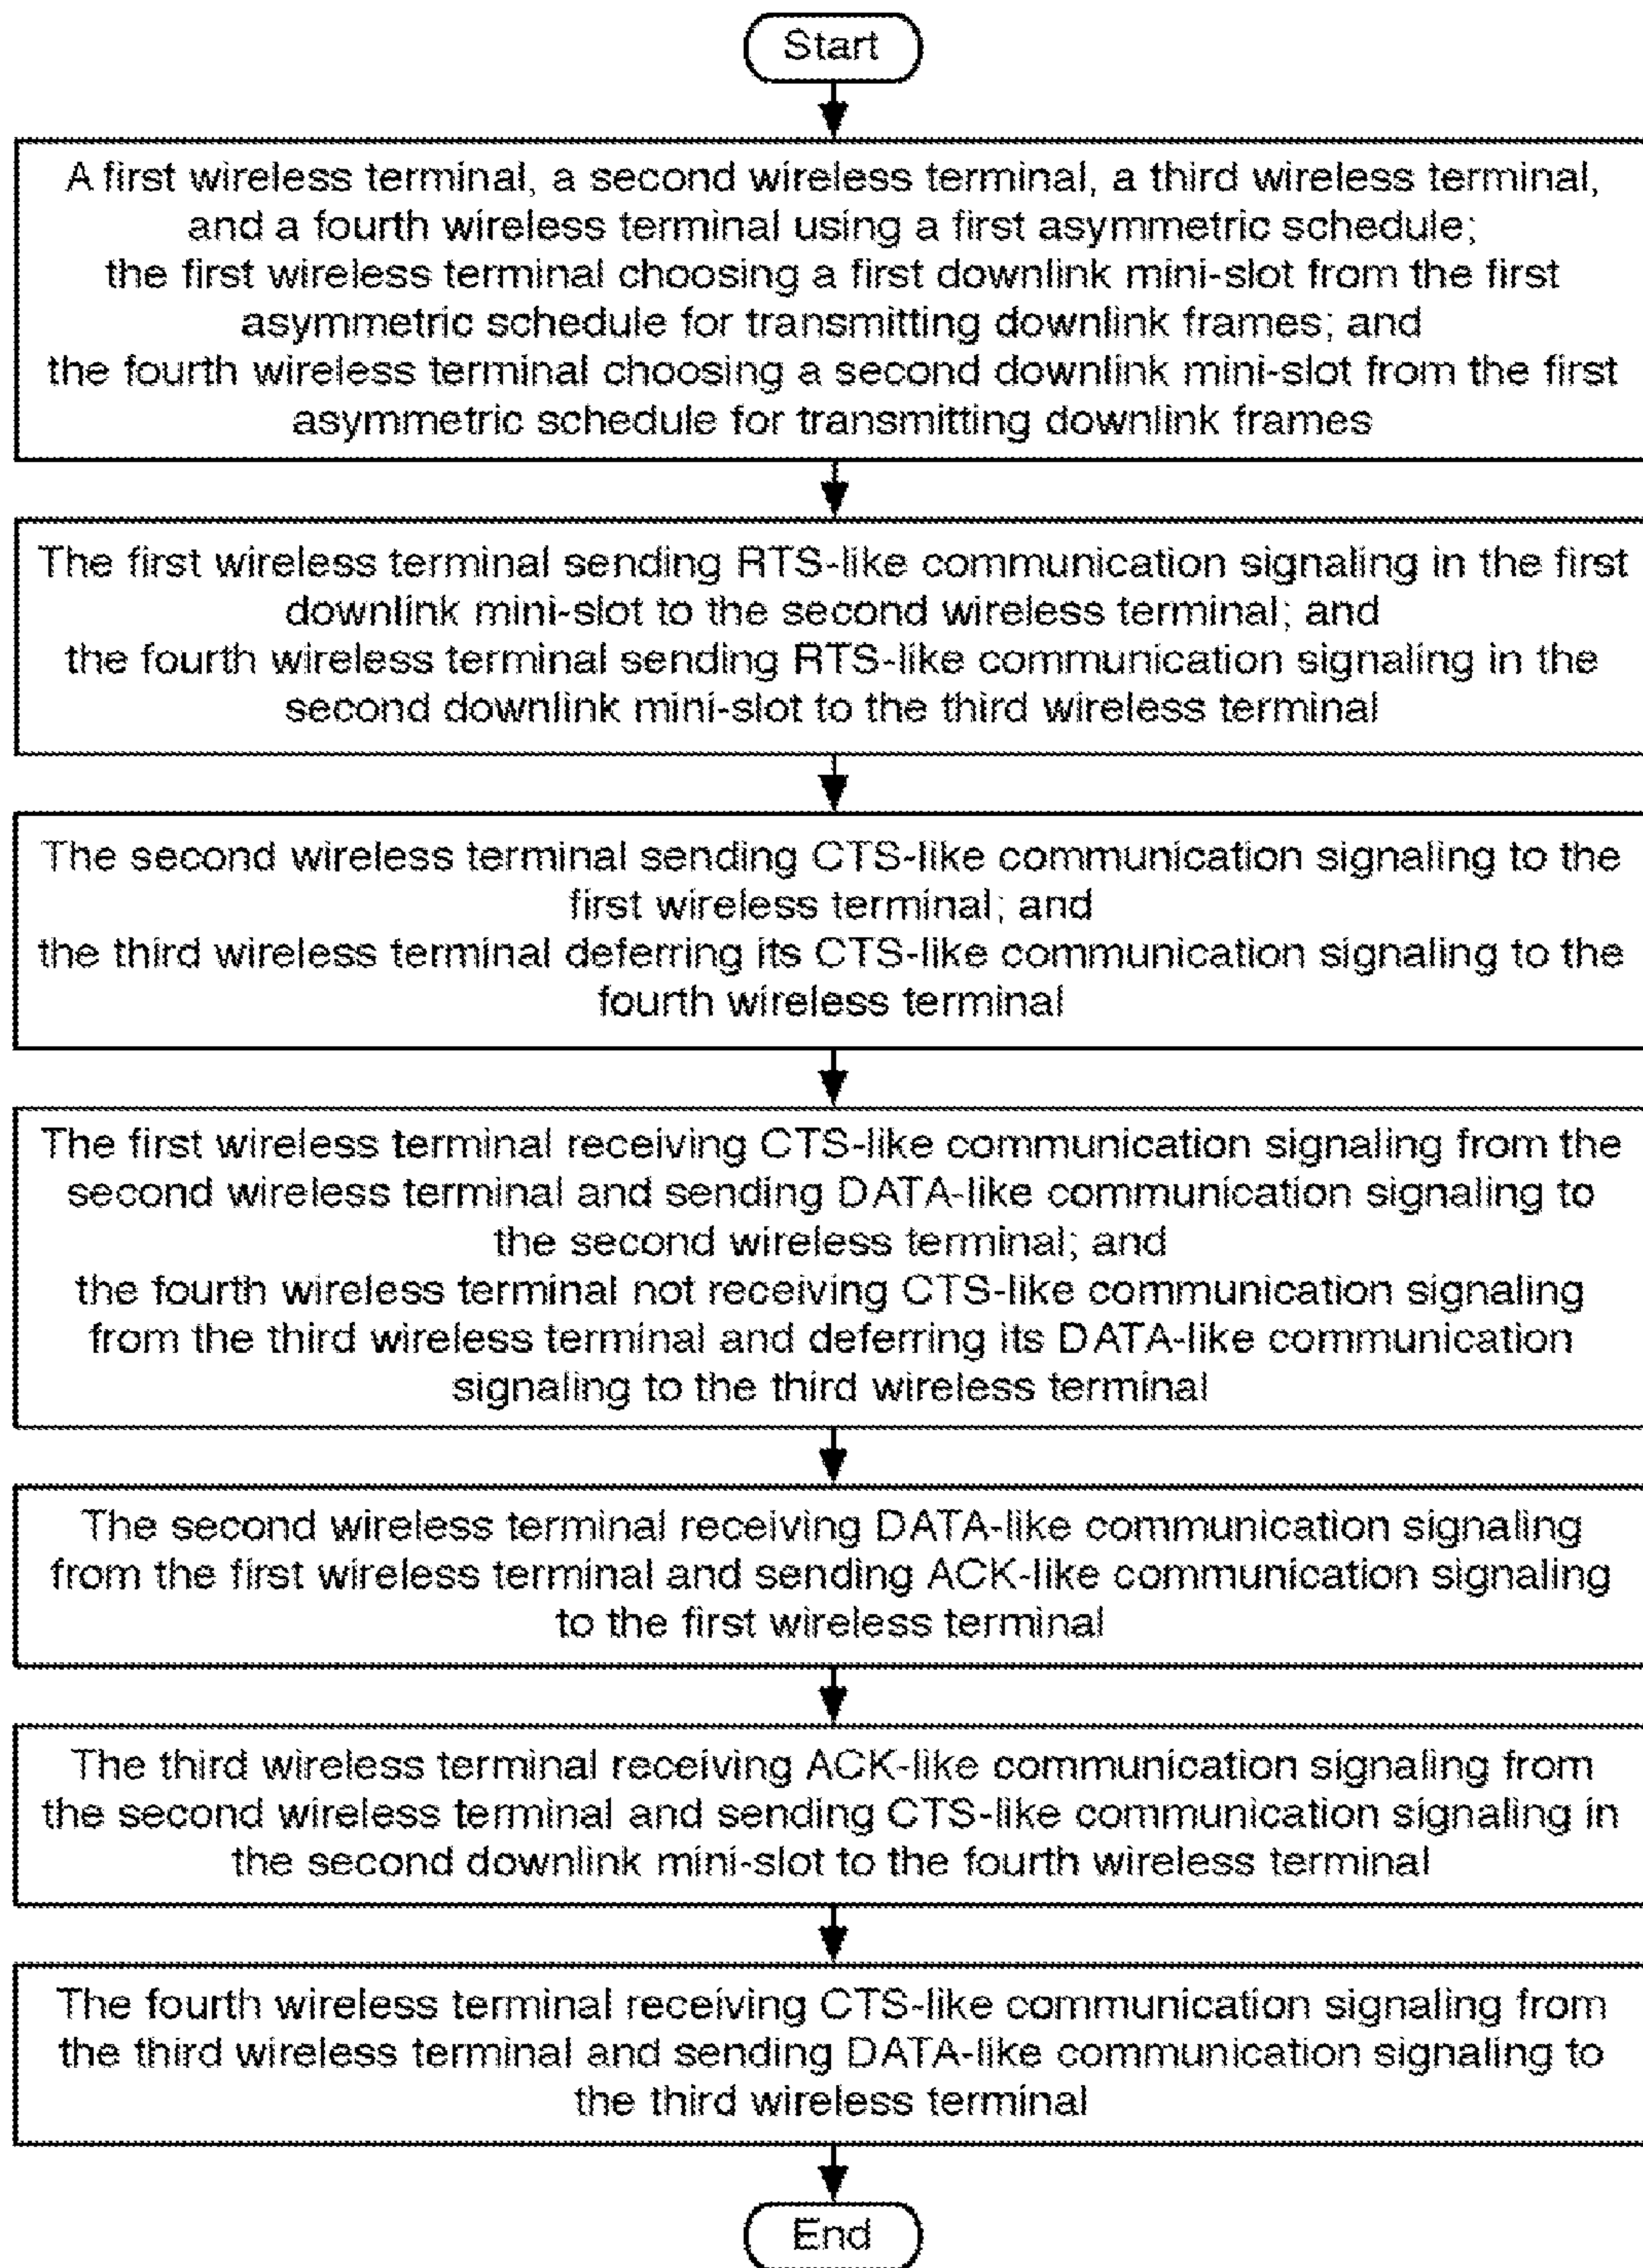 Start
A first wireless terminal, a second wireless terminal, a third wireless terminal,
and a fourth wireless terminal using a first asymmetric schedule;
the first wireless terminal choosing a first downlink mini-slot from the first
asymmetric schedule for transmitting downlink frames; and
the fourth wireless terminal choosing a second downlink mini-slot from the first
asymmetric schedule for transmitting downlink frames
The first wireless terminal sending RTS-like communication signaling in the first
downlink mini-slot to the second wireless terminal; and
the fourth wireless terminal sending RTS-like communication signaling in the
second downlink mini-slot to the third wireless terminal
The second wireless terminal sending CTS-like communication signaling to the
first wireless terminal; and
the third wireless terminal deferring its CTS-like communication signaling to the
fourth wireless terminal
The first wireless terminal receiving CTS-like communication signaling from the
second wireless terminal and sending DATA-like communication signaling to
the second wireless terminal; and
the fourth wireless terminal not receiving CTS-like communication signaling
from the third wireless terminal and deferring its DATA-like communication
signaling to the third wireless terminal
The second wireless terminal receiving DATA-like communication signaling
from the first wireless terminal and sending ACK-like communication signaling
to the first wireless terminal
The third wireless terminal receiving ACK-like communication signaling from
the second wireless terminal and sending CTS-like communication signaling in
the second downlink mini-slot to the fourth wireless terminal
The fourth wireless terminal receiving CTS-like communication signaling from
the third wireless terminal and sending DATA-like communication signaling to
the third wireless terminal
End